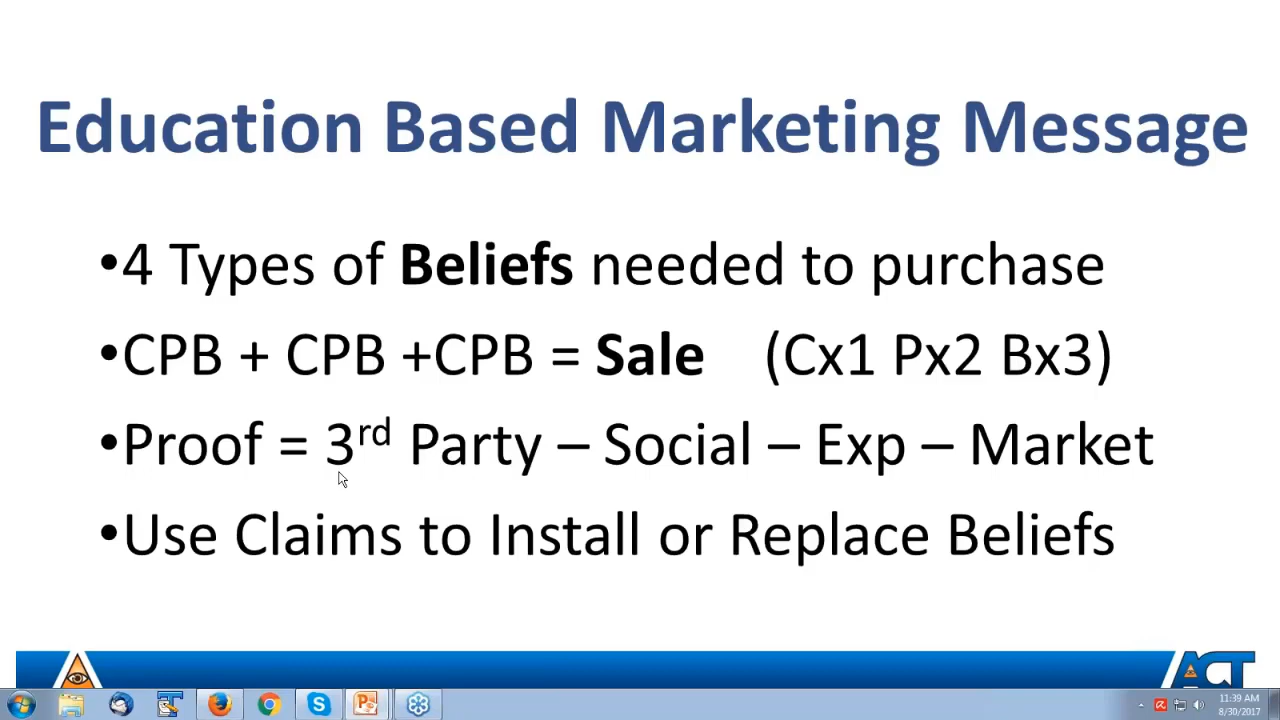 Education Based Marketing Message
•4 Types of Beliefs needed to purchase
•CPB + CPB +CPB = Sale (Cx1 Px2 Bx3)
•Proof = 3rd Party – Social – Exp – Market
•Use Claims to Install or Replace Beliefs
ACT
11:39 AM
8/30/2017